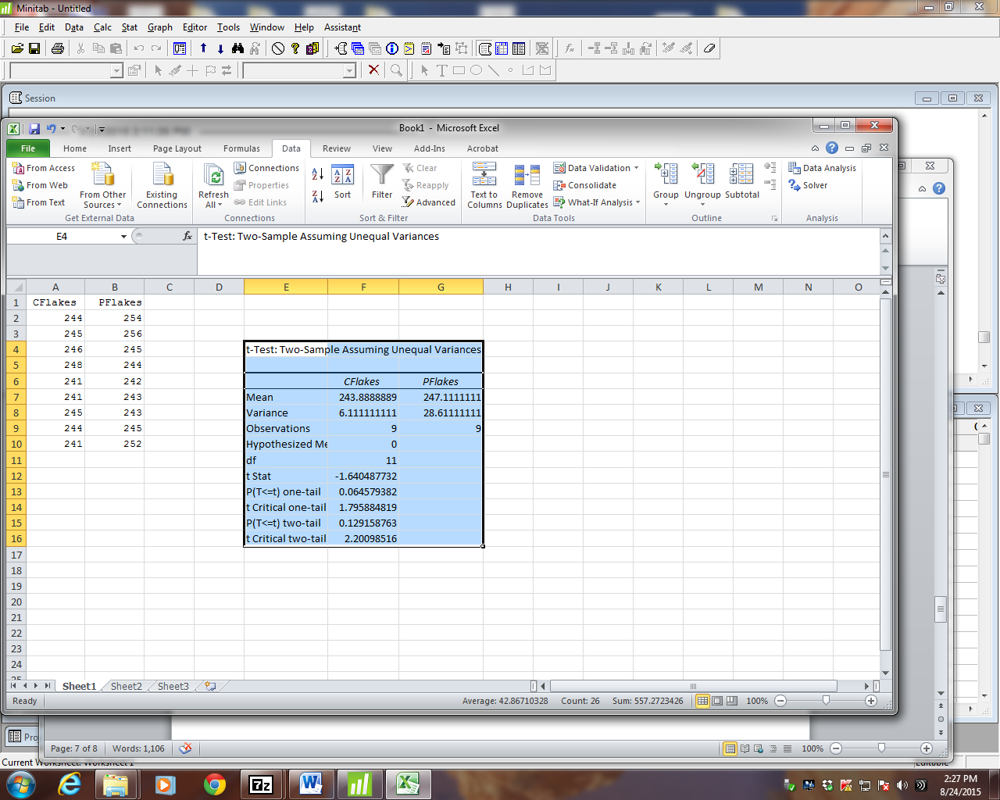 Minitab - Untitled
File Edit Data Calc Stat Graph Editor Tools Window Help Assistant
Session
Book1 - Microsoft Excel
File Home Insert Page Layout Formulas Data Review View Add-Ins Acrobat
From Access
From Web
From Text
From Other Sources
Existing Connections
Get External Data
Refresh All
Connections
Properties
Edit Links
Connections
Sort
Filter
Clear
Reapply
Advanced
Sort & Filter
Text to Columns
Remove Duplicates
Data Validation
Consolidate
What-If Analysis
Data Tools
Group
Ungroup
Subtotal
Outline
Data Analysis
Solver
Analysis
E4 fx t-Test: Two-Sample Assuming Unequal Variances
A B C D E F G H I J K L M N O
1 CFlakes PFlakes
2 244 254
3 245 256
4 246 245 t-Test: Two-Sample Assuming Unequal Variances
5 248 244
6 241 242 CFlakes PFlakes
7 241 243 Mean 243.8888889 247.1111111
8 245 243 Variance 6.111111111 28.61111111
9 244 245 Observations 9 9
10 241 252 Hypothesized Me 0
11 df 11
12 t Stat -1.640487732
13 P(T<=t) one-tail 0.064579382
14 t Critical one-tail 1.795884819
15 P(T<=t) two-tail 0.129158763
16 t Critical two-tail 2.20098516
17
18
19
20
21
22
23
24
Sheet1 Sheet2 Sheet3
Ready Average: 42.86710328 Count: 26 Sum: 557.2723426 100%
Pro
Page: 7 of 8 Words: 1,106 100%
Current Worksheet: Worksheet 1 Editable
7z
2:27 PM
8/24/2015